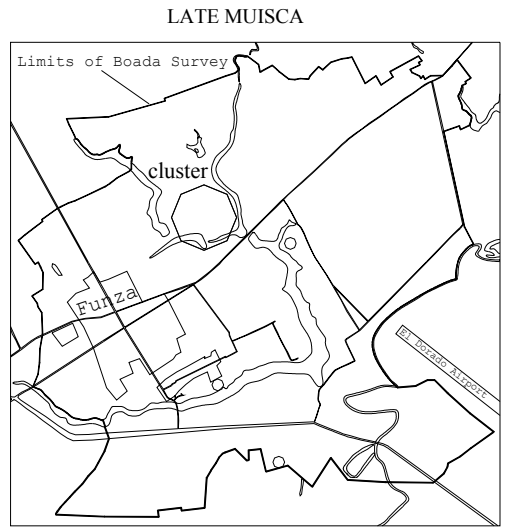 LATE MUISCA
Limits of Boada Survey
cluster
Funza
El Dorado Airport